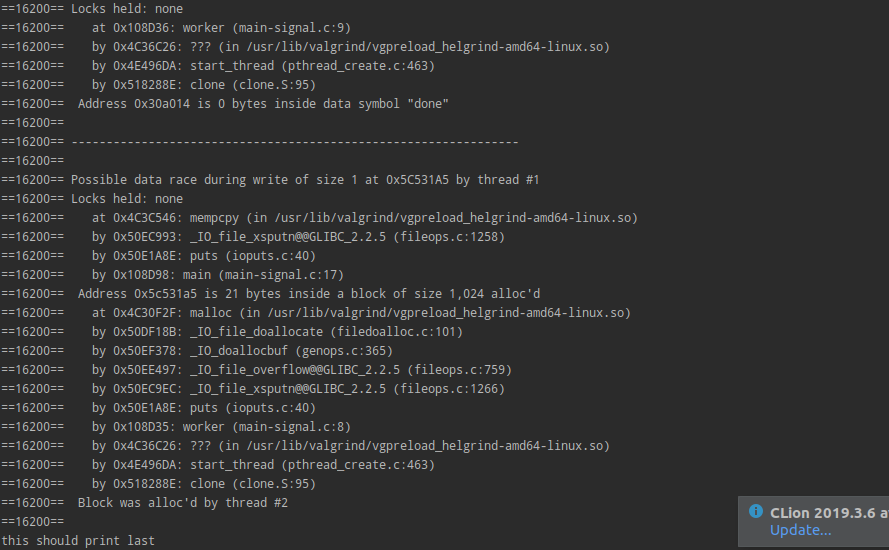 ==16200== Locks held: none
==16200==    at 0x108D36: worker (main-signal.c:9)
==16200==    by 0x4C36C26: ??? (in /usr/lib/valgrind/vgpreload_helgrind-amd64-linux.so)
==16200==    by 0x4E496DA: start_thread (pthread_create.c:463)
==16200==    by 0x518288E: clone (clone.S:95)
==16200==  Address 0x30a014 is 0 bytes inside data symbol "done"
==16200==
==16200== ----------------------------------------------------------------
==16200==
==16200== Possible data race during write of size 1 at 0x5C531A5 by thread #1
==16200== Locks held: none
==16200==    at 0x4C3C546: mempcpy (in /usr/lib/valgrind/vgpreload_helgrind-amd64-linux.so)
==16200==    by 0x50EC993: _IO_file_xsputn@@GLIBC_2.2.5 (fileops.c:1258)
==16200==    by 0x50E1A8E: puts (ioputs.c:40)
==16200==    by 0x108D98: main (main-signal.c:17)
==16200==  Address 0x5c531a5 is 21 bytes inside a block of size 1,024 alloc'd
==16200==    at 0x4C30F2F: malloc (in /usr/lib/valgrind/vgpreload_helgrind-amd64-linux.so)
==16200==    by 0x50DF18B: _IO_file_doallocate (filedoalloc.c:101)
==16200==    by 0x50EF378: _IO_doallocbuf (genops.c:365)
==16200==    by 0x50EE497: _IO_file_overflow@@GLIBC_2.2.5 (fileops.c:759)
==16200==    by 0x50EC9EC: _IO_file_xsputn@@GLIBC_2.2.5 (fileops.c:1266)
==16200==    by 0x50E1A8E: puts (ioputs.c:40)
==16200==    by 0x108D35: worker (main-signal.c:8)
==16200==    by 0x4C36C26: ??? (in /usr/lib/valgrind/vgpreload_helgrind-amd64-linux.so)
==16200==    by 0x4E496DA: start_thread (pthread_create.c:463)
==16200==    by 0x518288E: clone (clone.S:95)
==16200==  Block was alloc'd by thread #2
==16200==
this should print last
CLion 2019.3.6 a
Update...